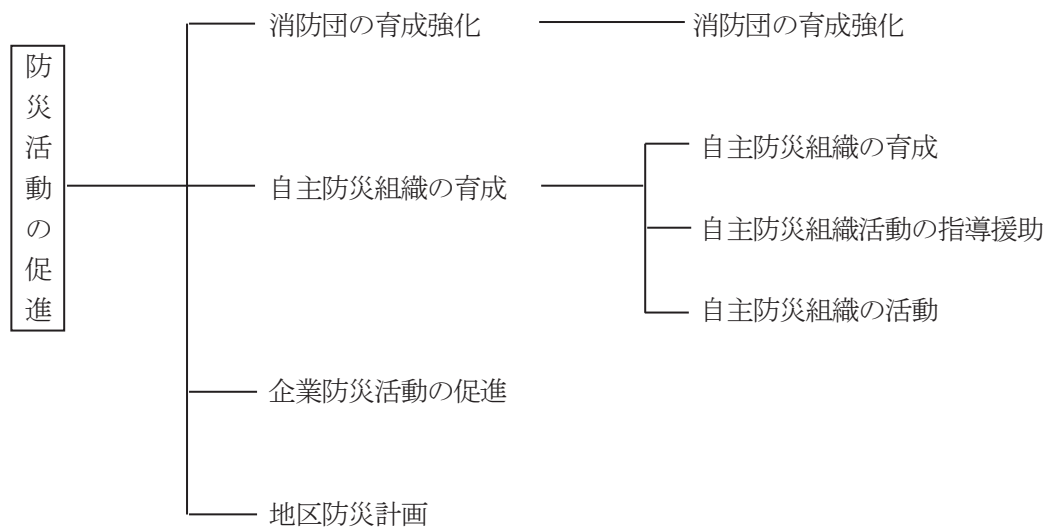 防災活動の促進
消防団の育成強化
消防団の育成強化
自主防災組織の育成
自主防災組織の育成
自主防災組織活動の指導援助
自主防災組織の活動
企業防災活動の促進
地区防災計画